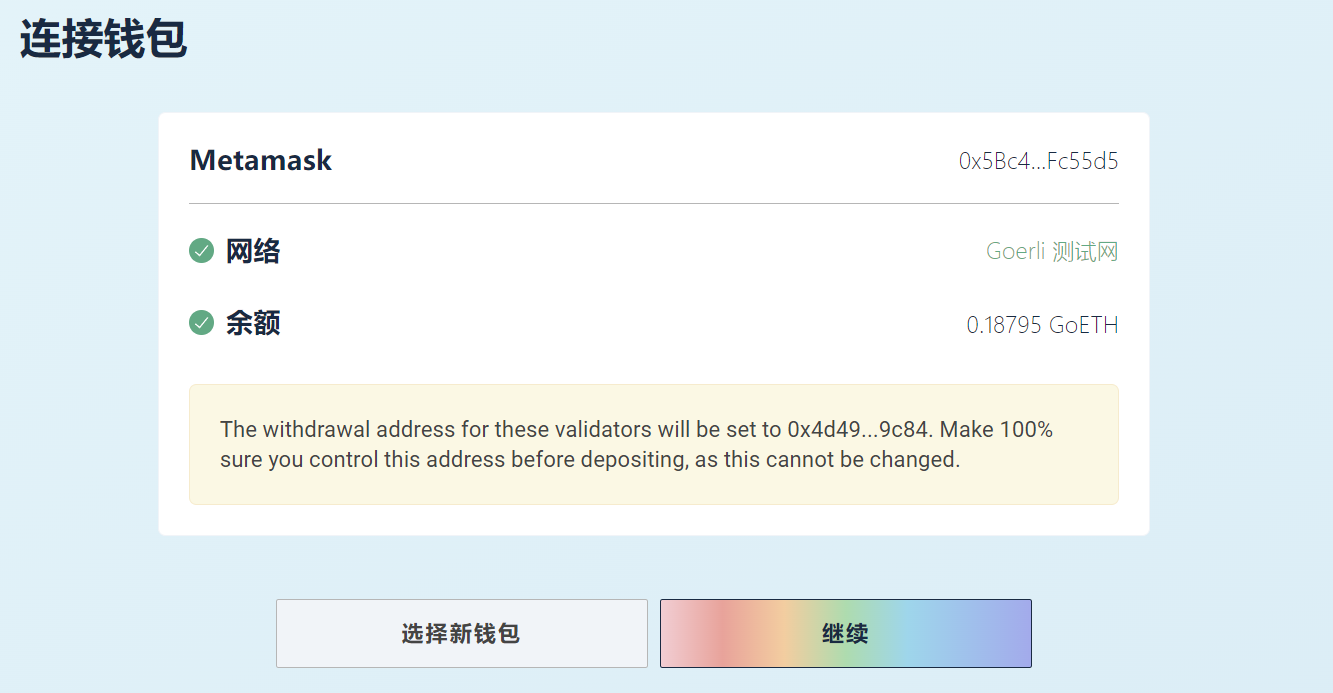 连接钱包
Metamask
0x5Bc4...Fc55d5
网络
Goerli 测试网
余额
0.18795 GoETH
The withdrawal address for these validators will be set to 0x4d49...9c84. Make 100%
sure you control this address before depositing, as this cannot be changed.
选择新钱包
继续